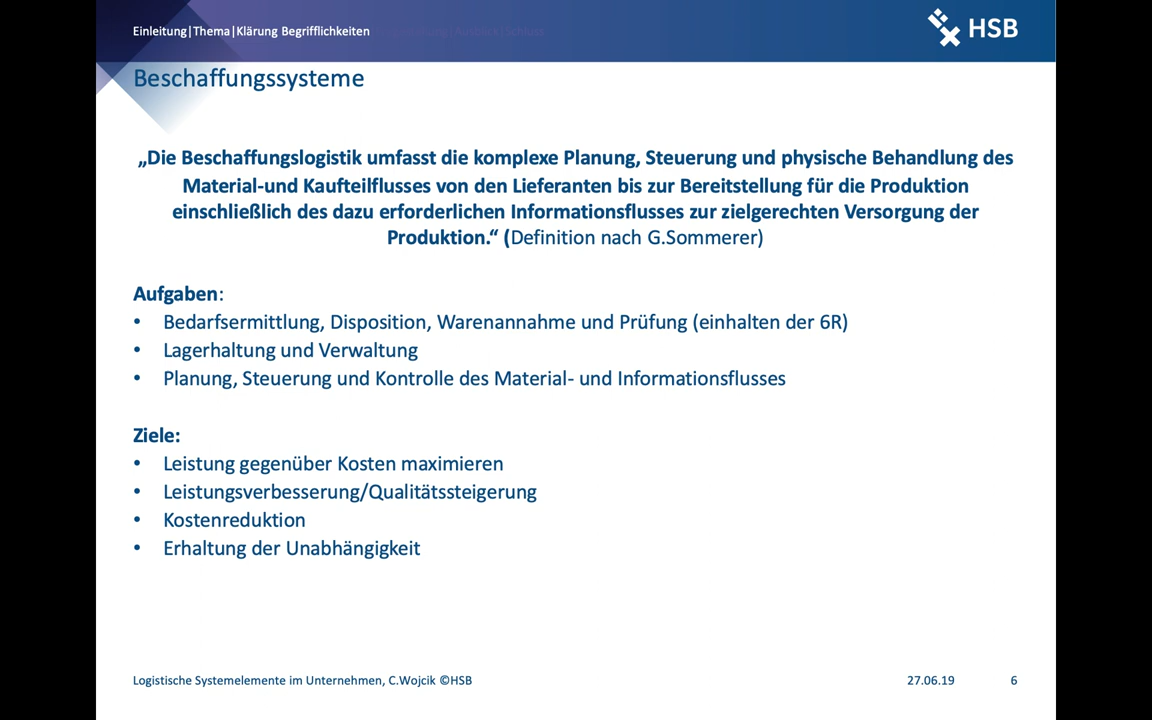 Einleitung|Thema|Klärung Begrifflichkeiten
HSB
Beschaffungssysteme
„Die Beschaffungslogistik umfasst die komplexe Planung, Steuerung und physische Behandlung des
Material-und Kaufteilflusses von den Lieferanten bis zur Bereitstellung für die Produktion
einschließlich des dazu erforderlichen Informationsflusses zur zielgerechten Versorgung der
Produktion.“ (Definition nach G.Sommerer)
Aufgaben:
• Bedarfsermittlung, Disposition, Warenannahme und Prüfung (einhalten der 6R)
• Lagerhaltung und Verwaltung
• Planung, Steuerung und Kontrolle des Material- und Informationsflusses
Ziele:
• Leistung gegenüber Kosten maximieren
• Leistungsverbesserung/Qualitätssteigerung
• Kostenreduktion
• Erhaltung der Unabhängigkeit
Logistische Systemelemente im Unternehmen, C.Wojcik ©HSB
27.06.19
6